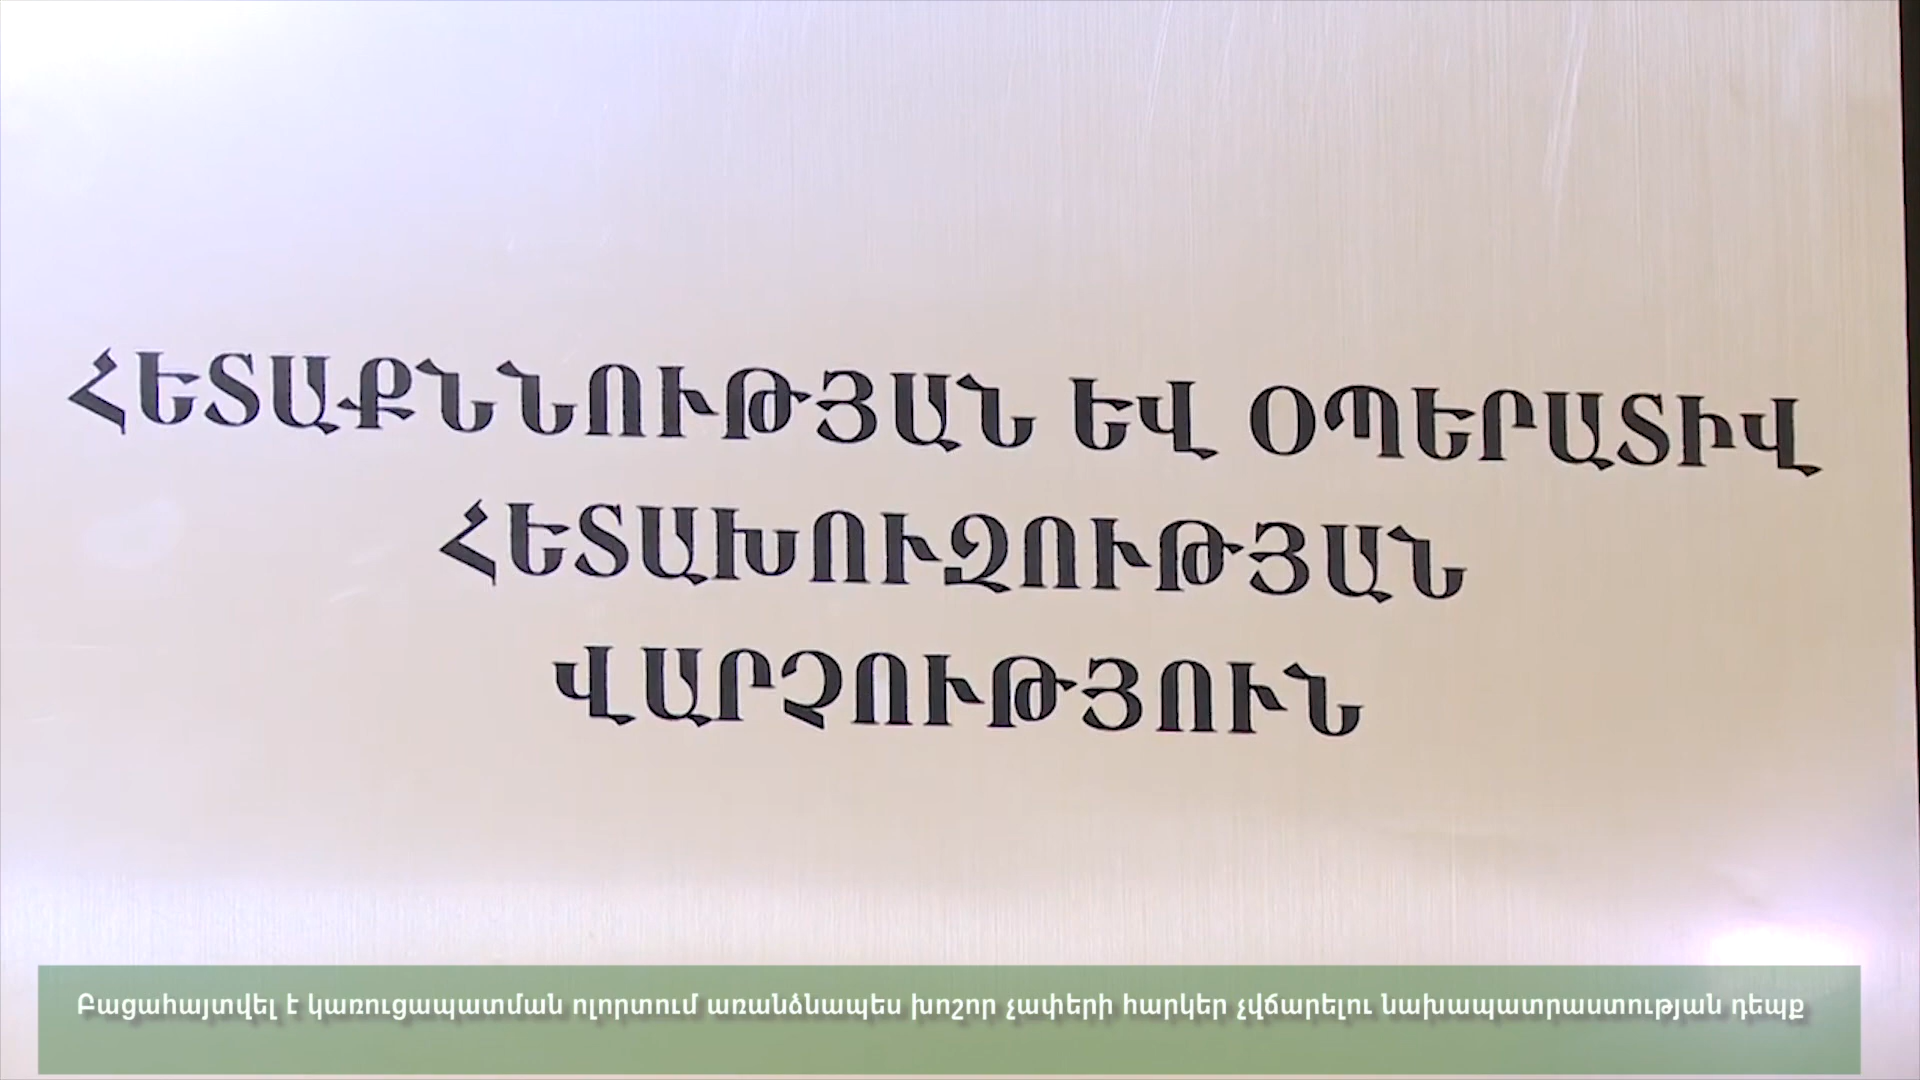 ՀԵՏԱՔՆՆՈՒԹՅԱՆ ԵՎ ՕՊԵՐԱՏԻՎ
ՀԵՏԱԽՈՒԶՈՒԹՅԱՆ
ՎԱՐՉՈՒԹՅՈՒՆ
Բացահայտվել է կառուցապատման ոլորտում առանձնապես խոշոր չափերի հարկեր չվճարելու նախապատրաստության դեպք